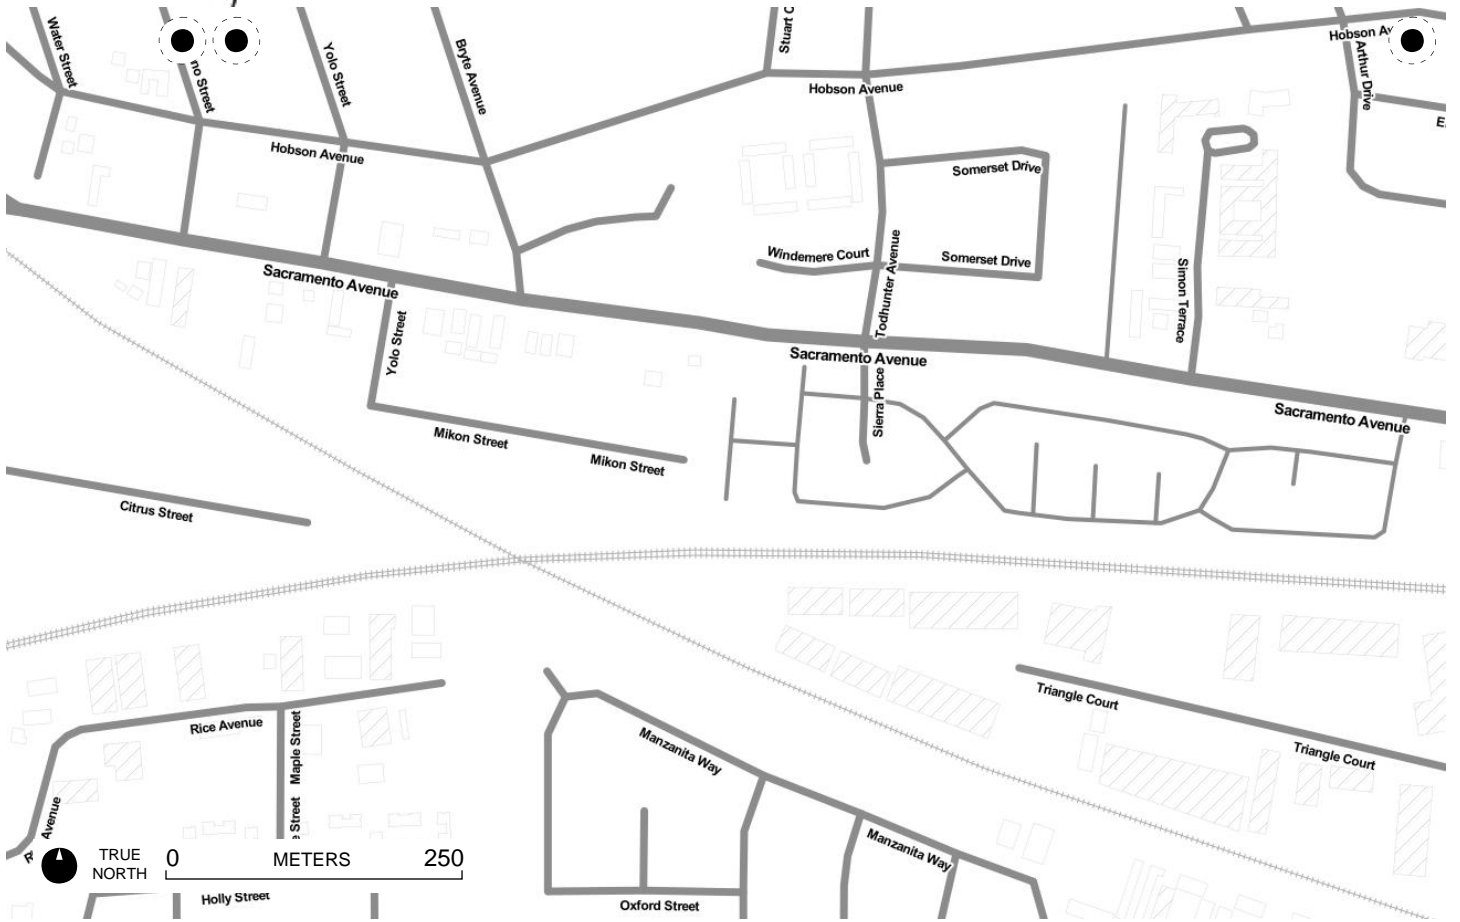 Water Street
no Street
Yolo Street
Bryte Avenue
Stuart C
Hobson Av
Arthur Drive
Hobson Avenue
E.
Hobson Avenue
Somerset Drive
Windemere Court
Somerset Drive
Todhunter Avenue
Simon Terrace
Sacramento Avenue
Yolo Street
Sacramento Avenue
Sierra Place
Sacramento Avenue
Mikon Street
Mikon Street
Citrus Street
Triangle Court
Rice Avenue
Maple Street
Manzanita Way
Triangle Court
Avenue
e Street
Manzanita Way
TRUE
NORTH
0 METERS 250
Holly Street
Oxford Street